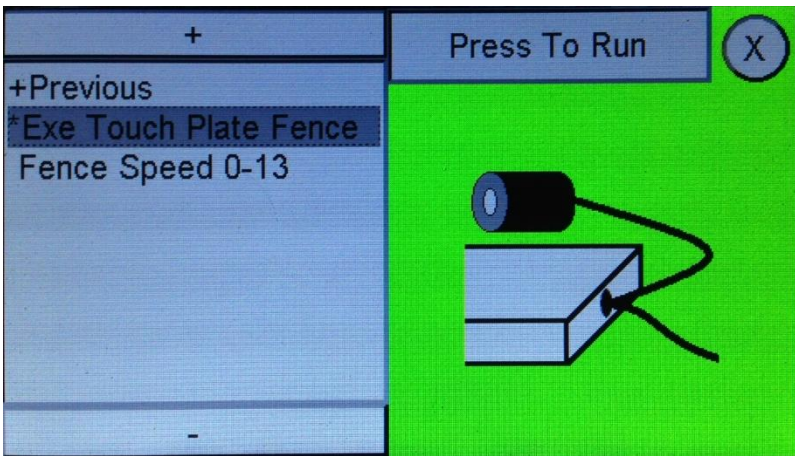 +
+Previous
*Exe Touch Plate Fence
Fence Speed 0-13
-
Press To Run
X